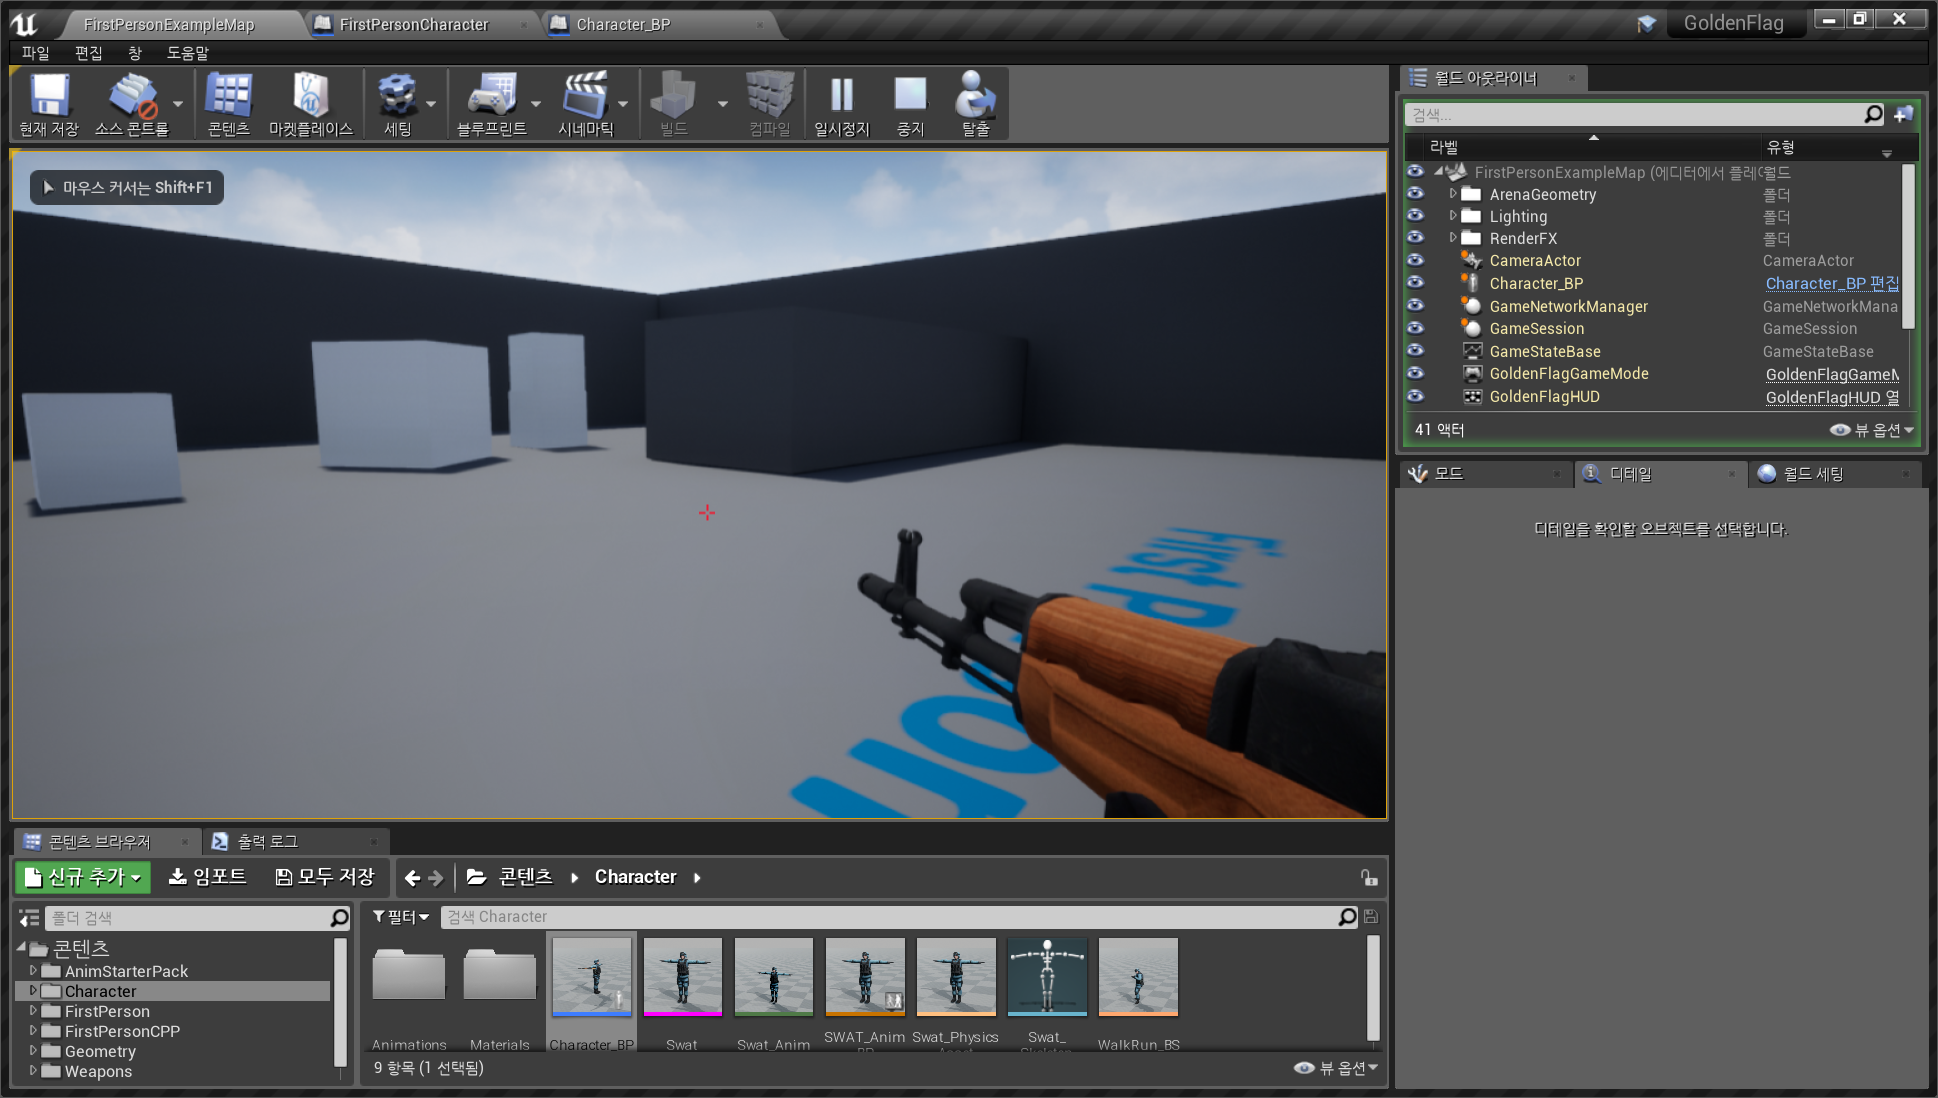 FirstPersonExampleMap
FirstPersonCharacter
Character_BP
GoldenFlag
파일 편집 창 도움말
현재 저장
소스 컨트롤
콘텐츠
마켓플레이스
세팅
블루프린트
시네마틱
빌드
컴파일
일시정지
중지
탈출
마우스 커서는 Shift+F1
First Person
월드 아웃라이너
검색...
라벨 유형
FirstPersonExampleMap (에디터에서 플레이 월드
ArenaGeometry 폴더
Lighting 폴더
RenderFX 폴더
CameraActor CameraActor
Character_BP Character_BP 편집
GameNetworkManager GameNetworkMana
GameSession GameSession
GameStateBase GameStateBase
GoldenFlagGameMode GoldenFlagGameM
GoldenFlagHUD GoldenFlagHUD 열
41 액터
뷰 옵션
모드
디테일
월드 세팅
디테일을 확인할 오브젝트를 선택합니다.
콘텐츠 브라우저
출력 로그
신규 추가
임포트
모두 저장
콘텐츠
Character
폴더 검색
콘텐츠
AnimStarterPack
Character
FirstPerson
FirstPersonCPP
Geometry
Weapons
필터
검색 Character
Animations
Materials
Character_BP
Swat
Swat_Anim
SWAT_Anim
BP
Swat_Physics
Asset
Swat_
Skeleton
WalkRun_BS
9 항목 (1 선택됨)
뷰 옵션